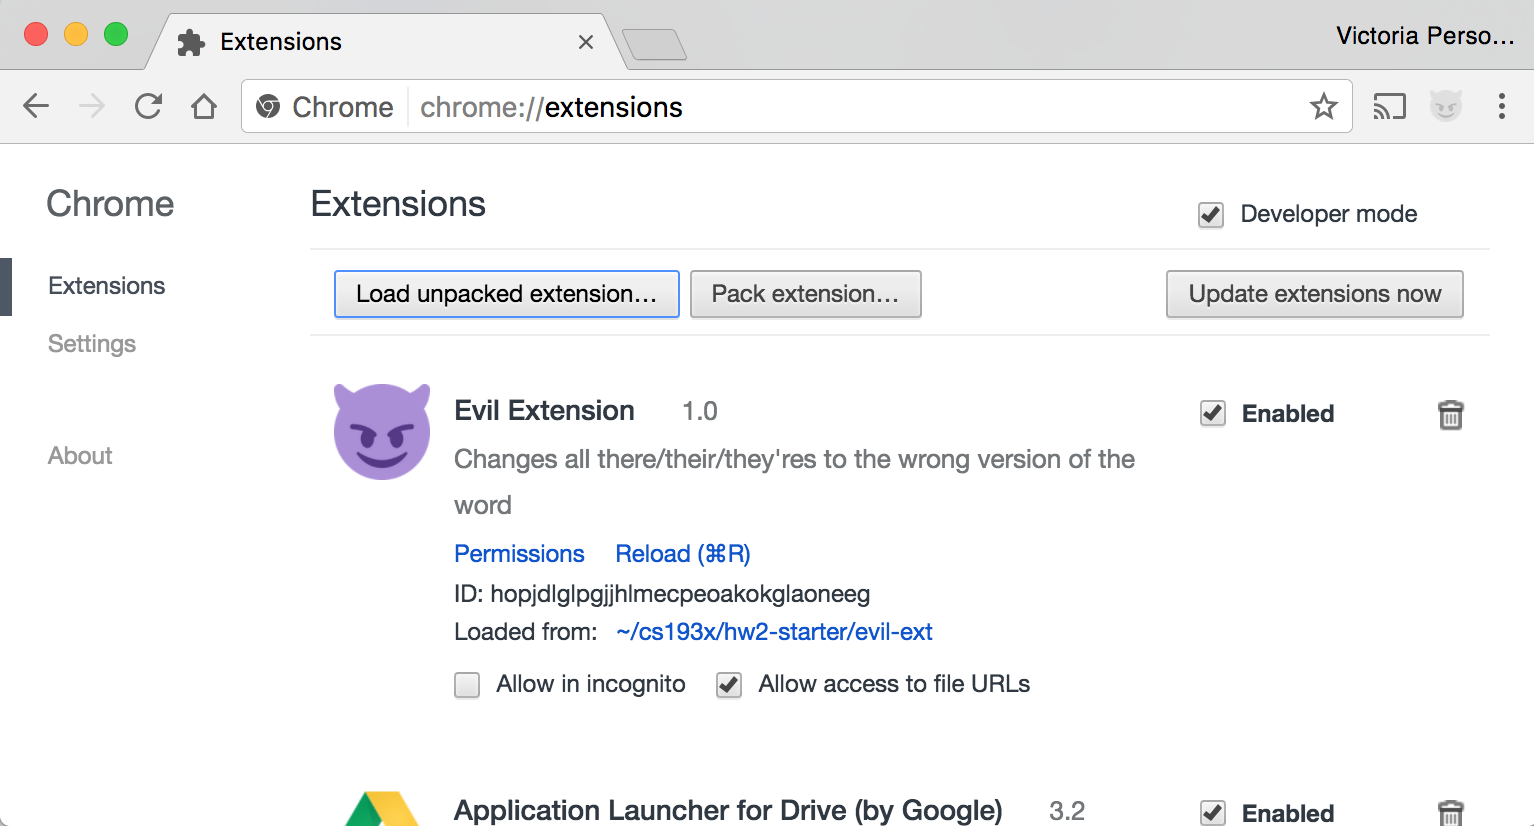 Extensions
Victoria Perso...
Chrome
chrome://extensions
Chrome
Extensions
Developer mode
Extensions
Settings
About
Load unpacked extension...
Pack extension...
Update extensions now
Evil Extension 1.0
Enabled
Changes all there/their/they'res to the wrong version of the
word
Permissions Reload (⌘R)
ID: hopjdlglpgjjhlmecpeoakokglaoneeg
Loaded from: ~/cs193x/hw2-starter/evil-ext
Allow in incognito Allow access to file URLs
Application Launcher for Drive (by Google) 3.2
Enabled